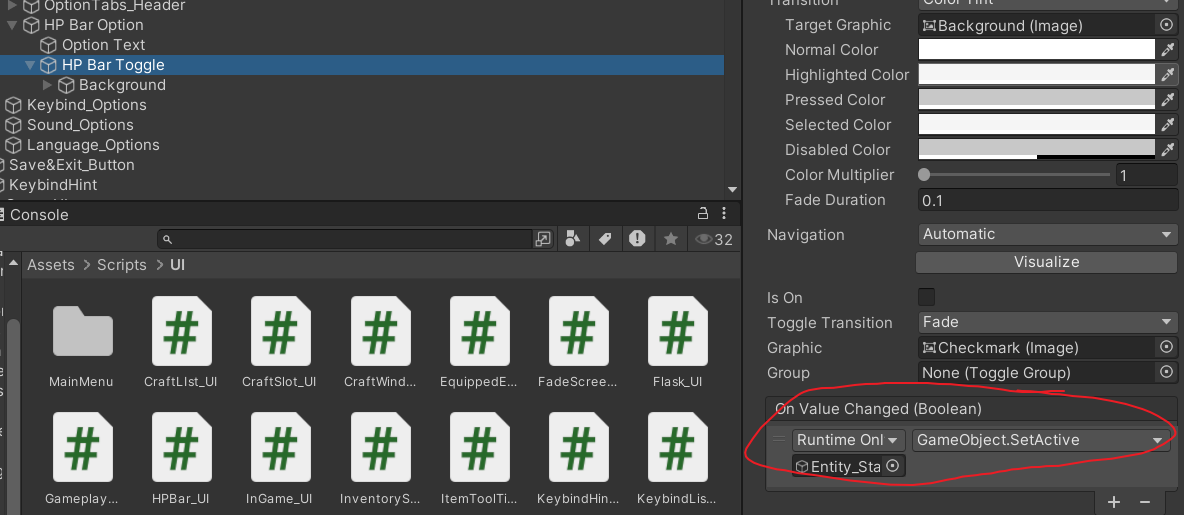 OptionTabs_Header
HP Bar Option
Option Text
HP Bar Toggle
Background
Keybind_Options
Sound_Options
Language_Options
Save&Exit_Button
KeybindHint
Console
32
Assets > Scripts > UI
MainMenu
CraftLIst_UI
CraftSlot_UI
CraftWind...
EquippedE...
FadeScree...
Flask_UI
Gameplay...
HPBar_UI
InGame_UI
InventoryS...
ItemToolTi...
KeybindHin...
KeybindLis...
Transition
Color Tint
Target Graphic
Background (Image)
Normal Color
Highlighted Color
Pressed Color
Selected Color
Disabled Color
Color Multiplier
1
Fade Duration
0.1
Navigation
Automatic
Visualize
Is On
Toggle Transition
Fade
Graphic
Checkmark (Image)
Group
None (Toggle Group)
On Value Changed (Boolean)
Runtime Onl
GameObject.SetActive
Entity_Sta